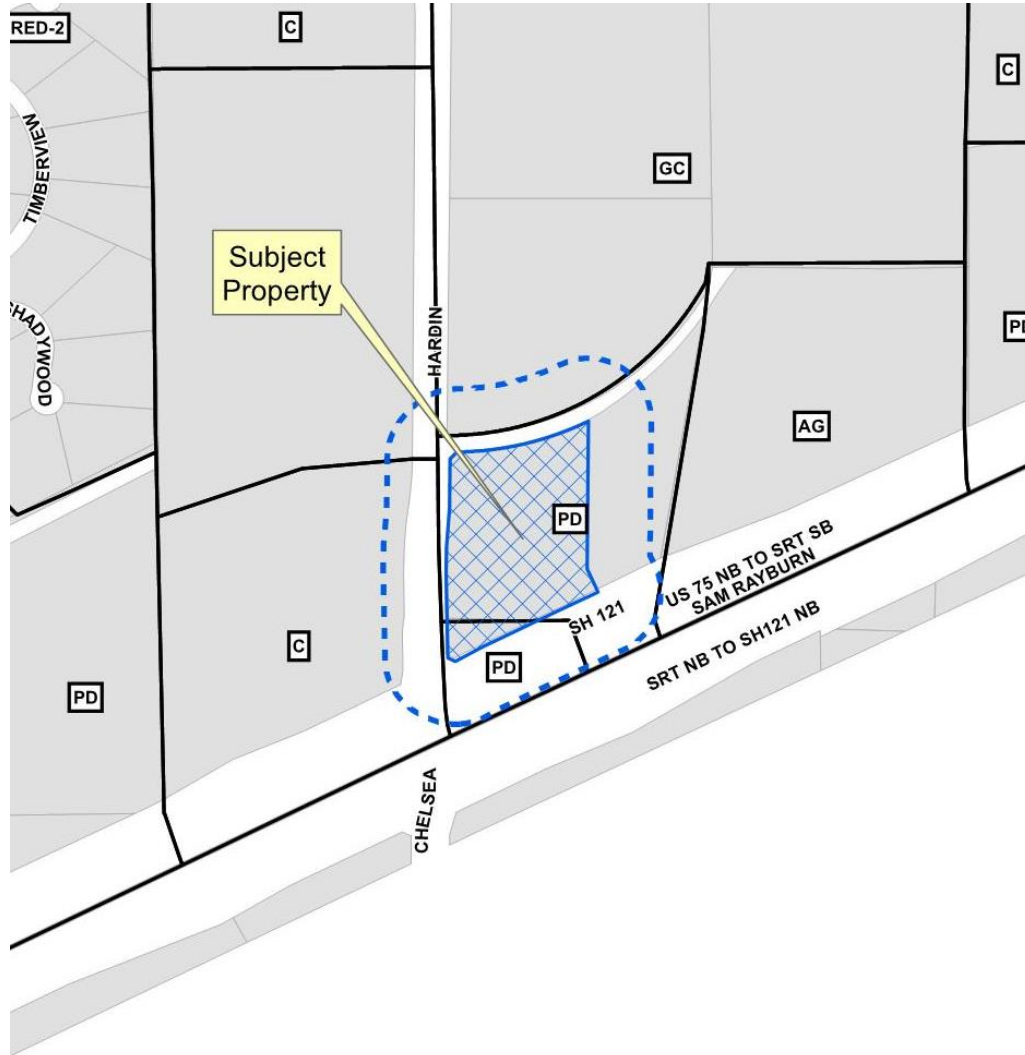 RED-2
C
C
TIMBERVIEW
GC
Subject
Property
HARDIN
SHADYWOOD
PD
AG
PD
US 75 NB TO SRT SB
SAM RAYBURN
SH 121
SRT NB TO SH121 NB
C
PD
PD
CHELSEA